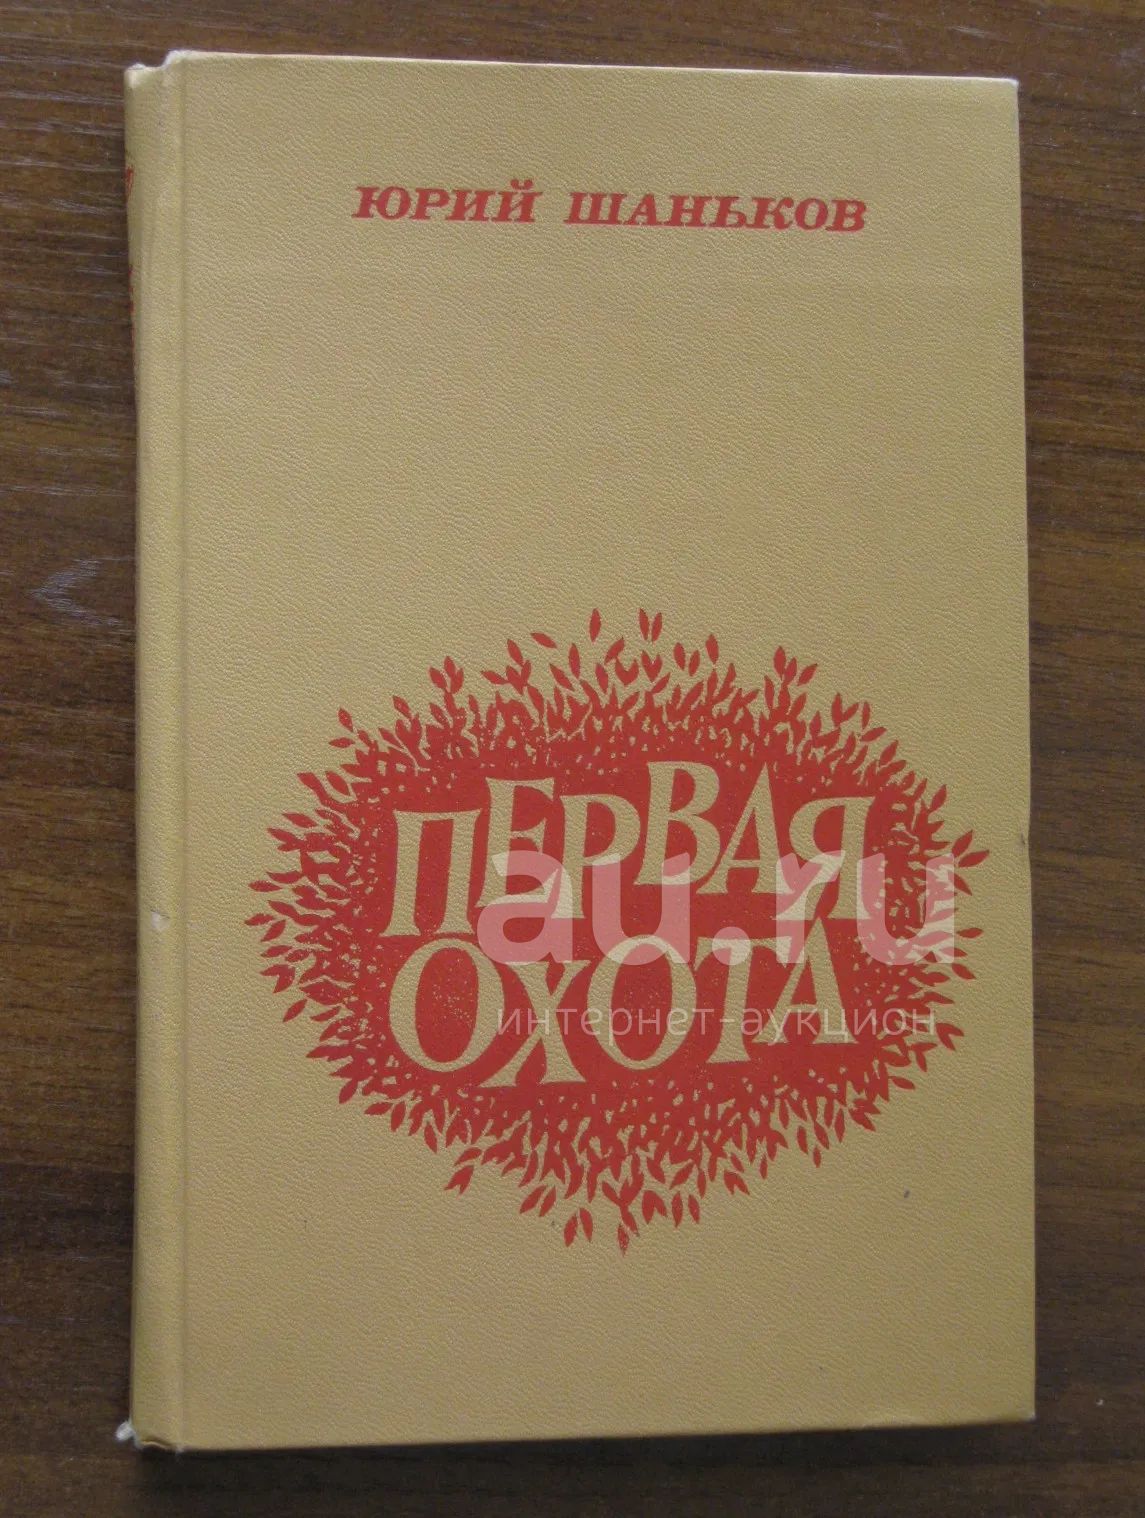 ЮРИЙ ШАНЬКОВ
ПЕРВАЯ
ОХОТА
au.ru
интернет-аукцион